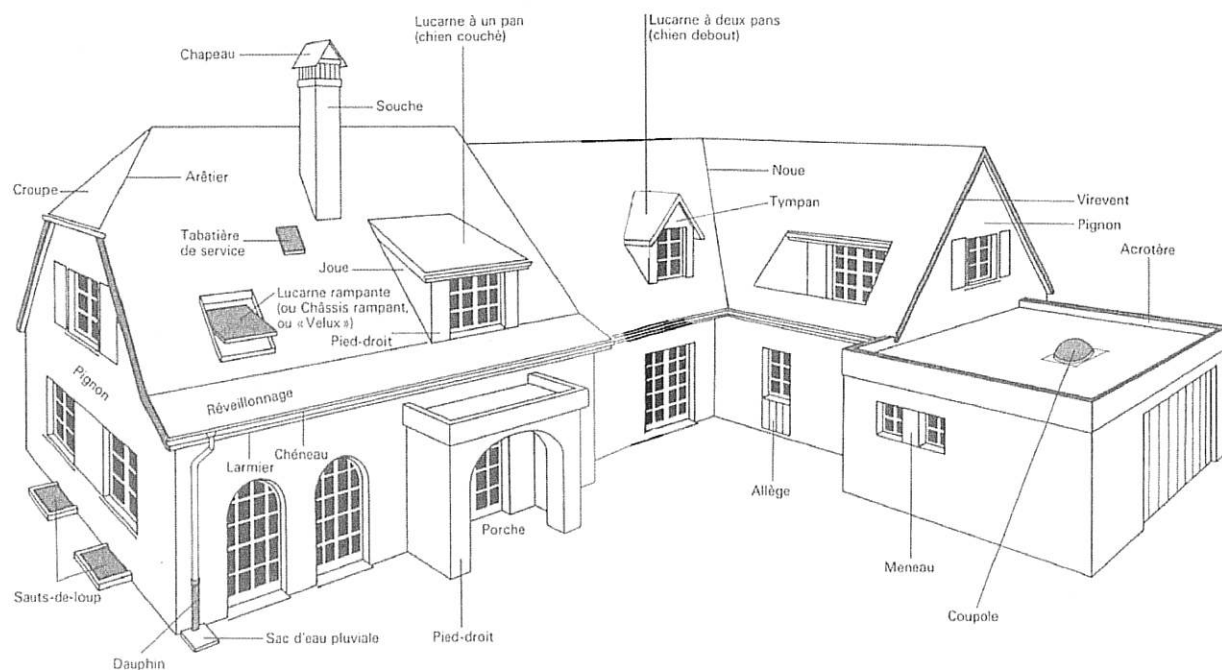 Lucarne à un pan
(chien couché)
Lucarne à deux pans
(chien debout)
Chapeau
Souche
Croupe
Arêtier
Noue
Tympan
Virevent
Pignon
Acrotère
Tabatière
de service
Joue
Lucarne rampante
(ou Châssis rampant,
ou « Velux »)
Pied-droit
Pignon
Réveillonnage
Larmier
Chéneau
Allège
Porche
Meneau
Sauts-de-loup
Coupole
Sac d'eau pluviale
Pied-droit
Dauphin